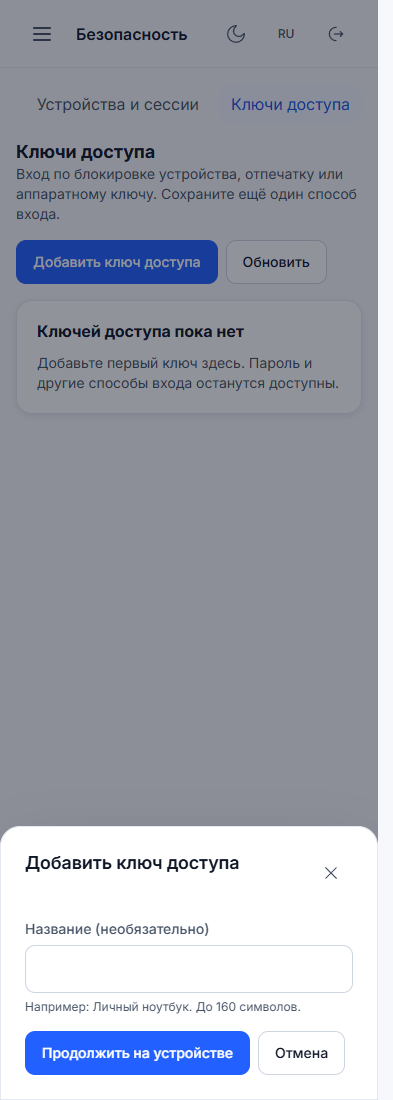 Безопасность
RU
Устройства и сессии
Ключи доступа
Ключи доступа
Вход по блокировке устройства, отпечатку или
аппаратному ключу. Сохраните ещё один способ
входа.
Добавить ключ доступа
Обновить
Ключей доступа пока нет
Добавьте первый ключ здесь. Пароль и
другие способы входа останутся доступны.
Добавить ключ доступа
Название (необязательно)
Например: Личный ноутбук. До 160 символов.
Продолжить на устройстве
Отмена